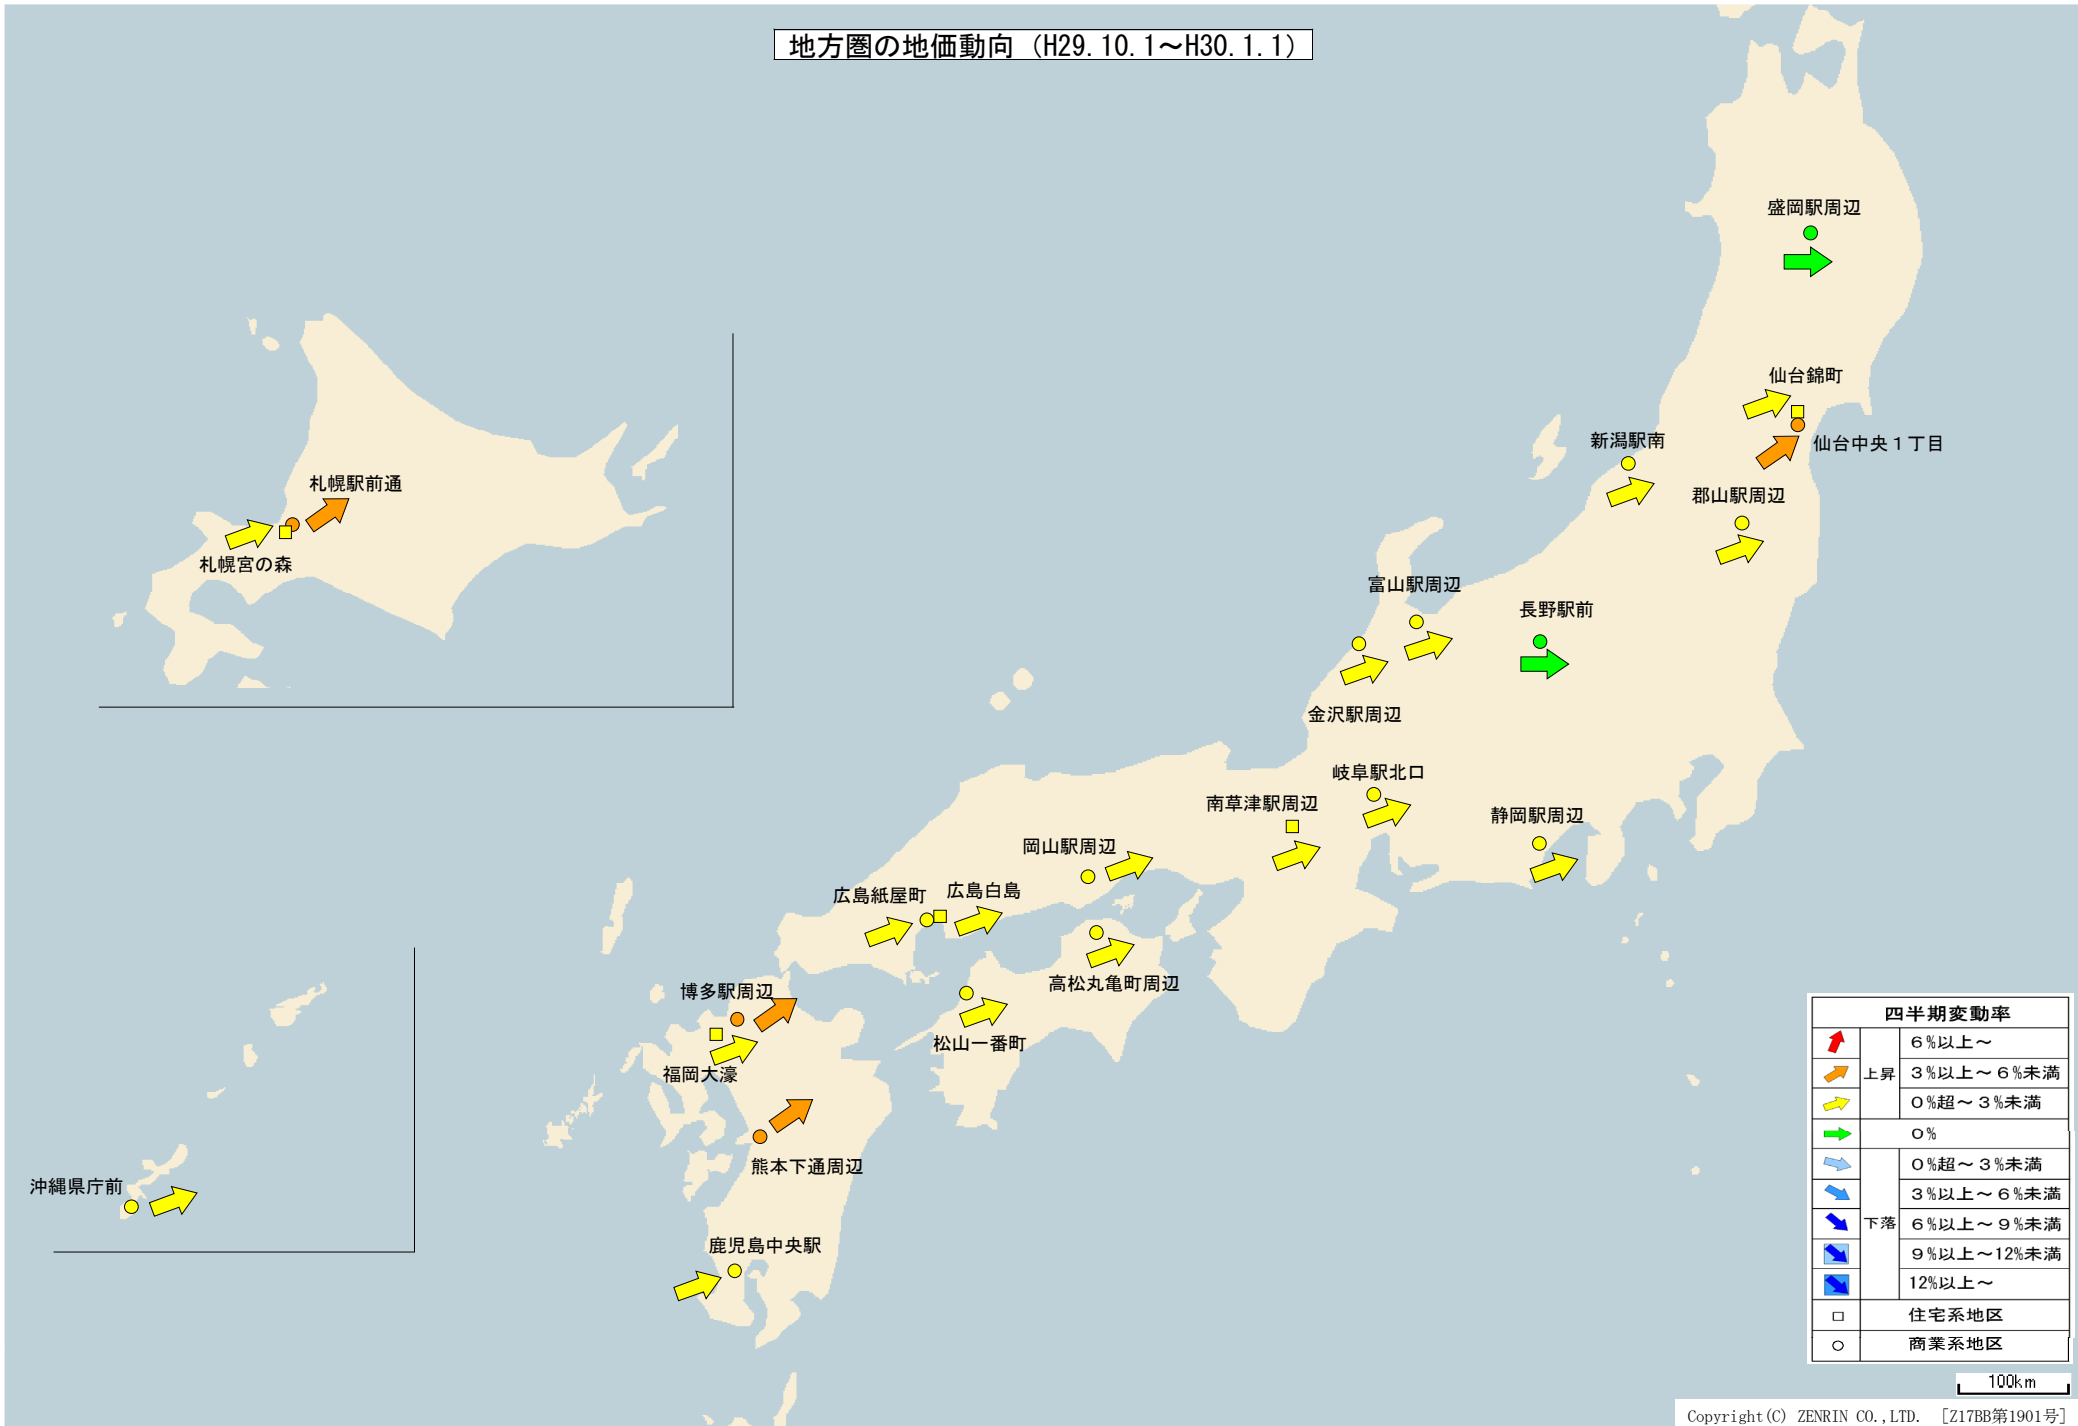 地方圏の地価動向（H29.10.1～H30.1.1）
盛岡駅周辺
仙台錦町
仙台中央１丁目
新潟駅南
郡山駅周辺
札幌駅前通
札幌宮の森
富山駅周辺
長野駅前
金沢駅周辺
岐阜駅北口
南草津駅周辺
静岡駅周辺
岡山駅周辺
広島紙屋町
広島白島
高松丸亀町周辺
博多駅周辺
松山一番町
福岡大濠
熊本下通周辺
沖縄県庁前
鹿児島中央駅
四半期変動率
上昇
６%以上～
３%以上～６%未満
０%超～３%未満
０%
下落
０%超～３%未満
３%以上～６%未満
６%以上～９%未満
９%以上～12%未満
12%以上～
住宅系地区
商業系地区
100km
Copyright(C) ZENRIN CO.,LTD. [Z17BB第1901号]